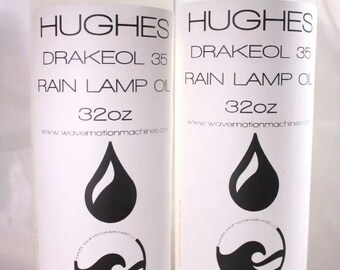 HUGHES
DRAKEOL 35
RAIN LAMP OIL
32oz
www.wavemotionmachines.com
HUGHES
DRAKEOL 35
RAIN LAMP OIL
32oz
www.wavemotionmachines.com